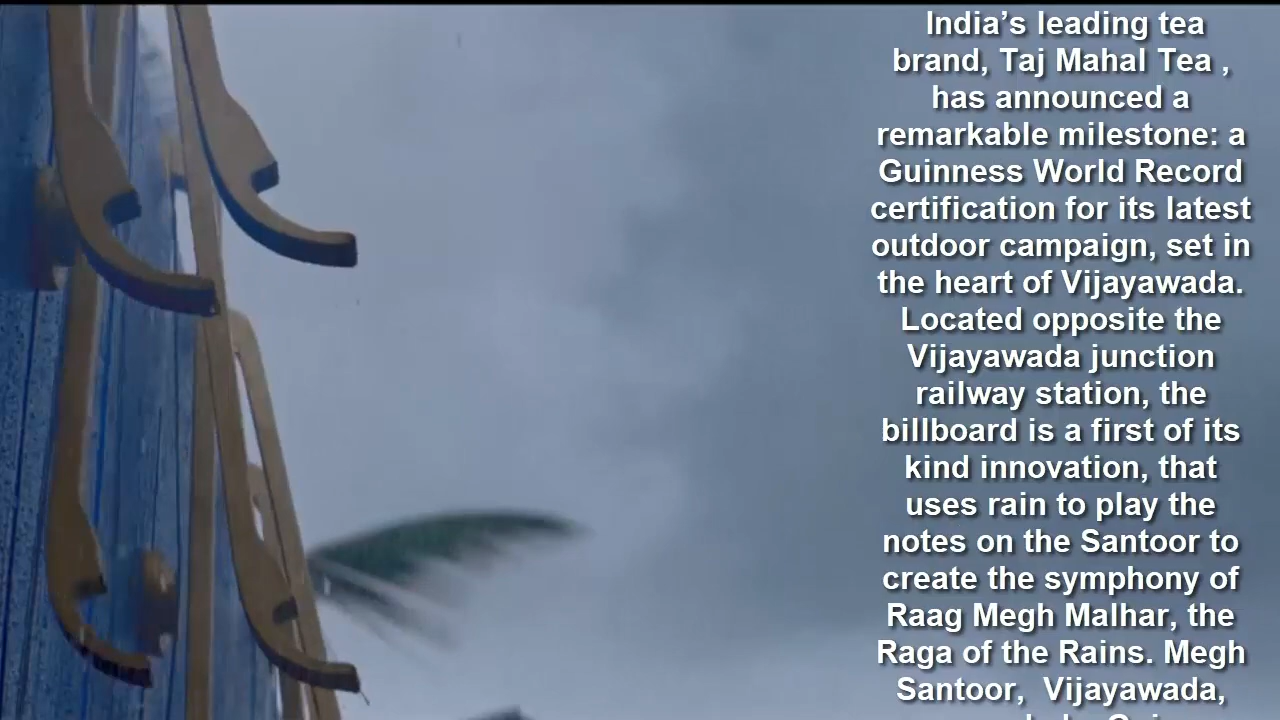 India’s leading tea
brand, Taj Mahal Tea ,
has announced a
remarkable milestone: a
Guinness World Record
certification for its latest
outdoor campaign, set in
the heart of Vijayawada.
Located opposite the
Vijayawada junction
railway station, the
billboard is a first of its
kind innovation, that
uses rain to play the
notes on the Santoor to
create the symphony of
Raag Megh Malhar, the
Raga of the Rains. Megh
Santoor,  Vijayawada,